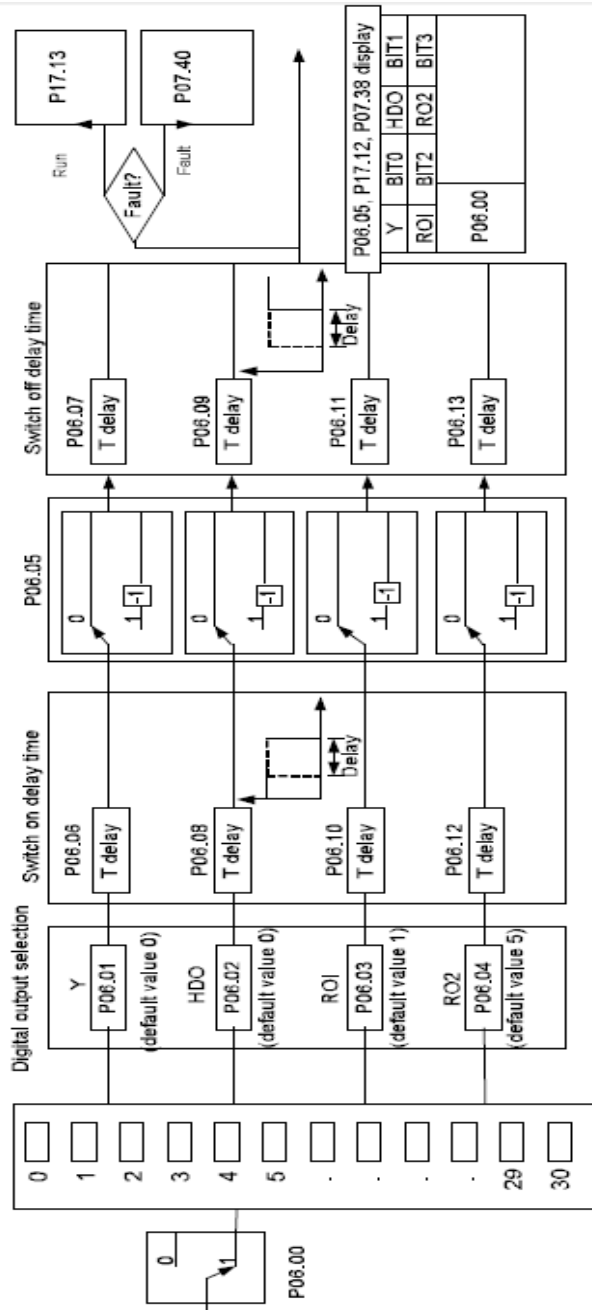 P06.00
0
1
0
1
2
3
4
5
.
.
.
.
29
30
Digital output selection
Y
P06.01
(default value 0)
HDO
P06.02
(default value 0)
ROI
P06.03
(default value 1)
RO2
P06.04
(default value 5)
Switch on delay time
P06.06
T delay
P06.08
T delay
Delay
P06.10
T delay
P06.12
T delay
P06.05
0
1
-1
0
1
-1
0
1
-1
0
1
-1
Switch off delay time
P06.07
T delay
P06.09
T delay
Delay
P06.11
T delay
P06.13
T delay
Fault?
Run
Fault
P17.13
P07.40
P06.05, P17.12, P07.38 display
Y BIT0 HDO BIT1
ROI BIT2 RO2 BIT3
P06.00